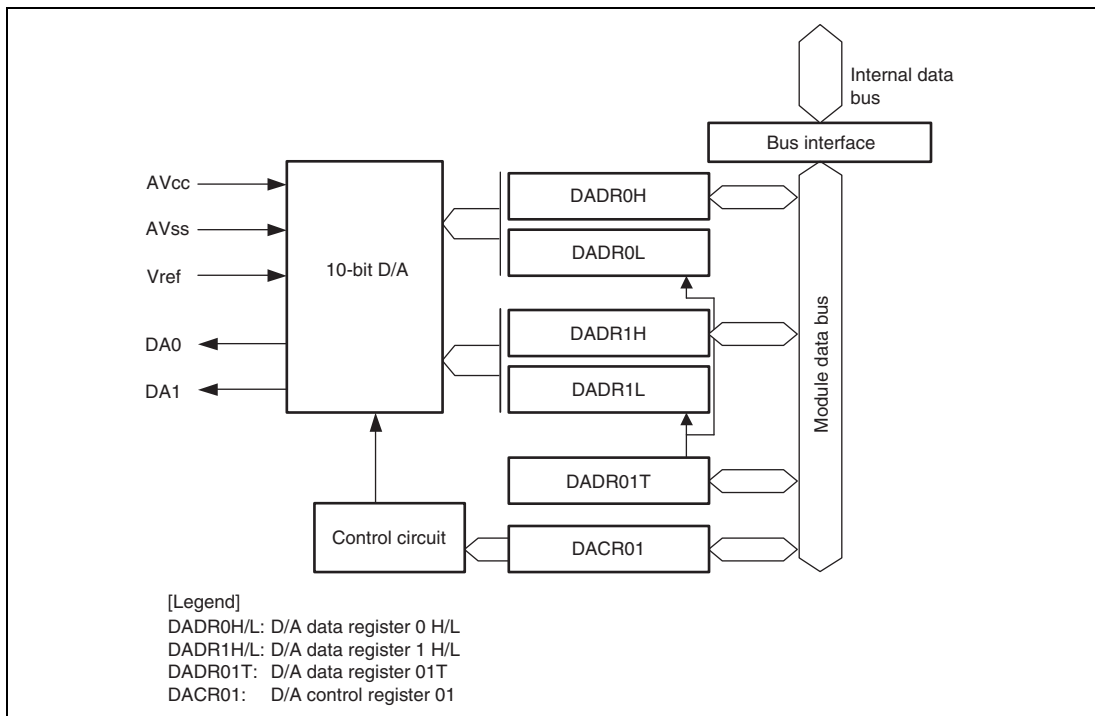 Internal data
bus
Bus interface
AVcc
AVss
Vref
DA0
DA1
10-bit D/A
DADR0H
DADR0L
DADR1H
DADR1L
DADR01T
DACR01
Control circuit
Module data bus
[Legend]
DADR0H/L: D/A data register 0 H/L
DADR1H/L: D/A data register 1 H/L
DADR01T: D/A data register 01T
DACR01: D/A control register 01